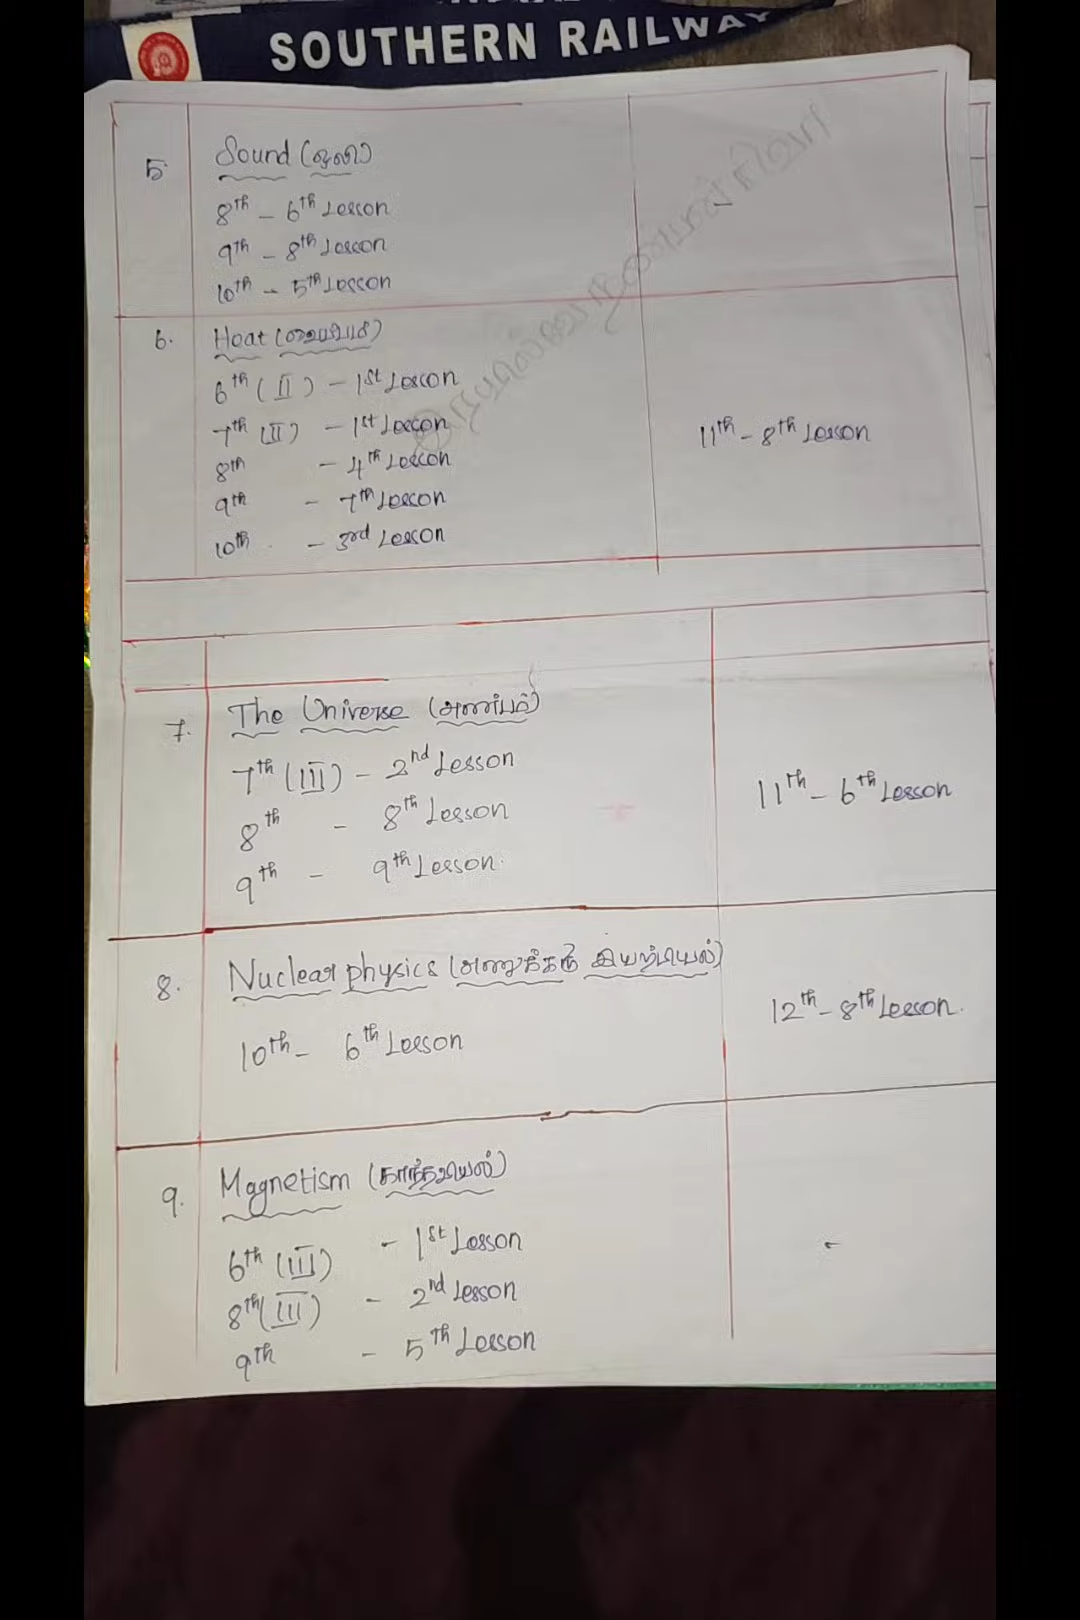 SOUTHERN RAILWAY
5. Sound (ஒலி)
8th - 6th Lesson
9th - 8th Lesson
10th - 5th Lesson
6. Heat (வெப்பம்)
6th (II) - 1st Lesson
7th (II) - 1st Lesson
8th - 4th Lesson
9th - 7th Lesson
10th - 3rd Lesson
11th - 8th Lesson
7. The Universe (அண்டம்)
7th (III) - 2nd Lesson
8th - 8th Lesson
9th - 9th Lesson
11th - 6th Lesson
8. Nuclear physics (அணுக்கரு இயற்பியல்)
10th - 6th Lesson
12th - 8th Lesson.
9. Magnetism (காந்தவியல்)
6th (III) - 1st Lesson
8th (III) - 2nd Lesson
9th - 5th Lesson
-